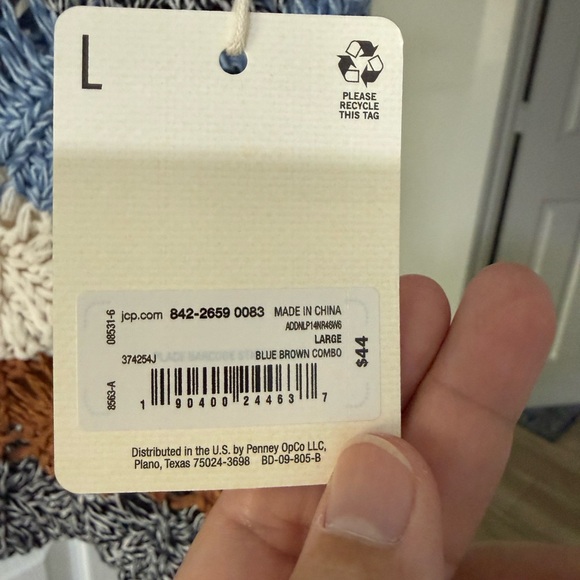 L
PLEASE
RECYCLE
THIS TAG
08531-6
jcp.com 842-2659 0083 MADE IN CHINA
ADDNLP14NR46W6
LARGE
374254J BLUE BROWN COMBO
$44
8563-A
1 90400 24463 7
Distributed in the U.S. by Penney OpCo LLC,
Plano, Texas 75024-3698 BD-09-805-B